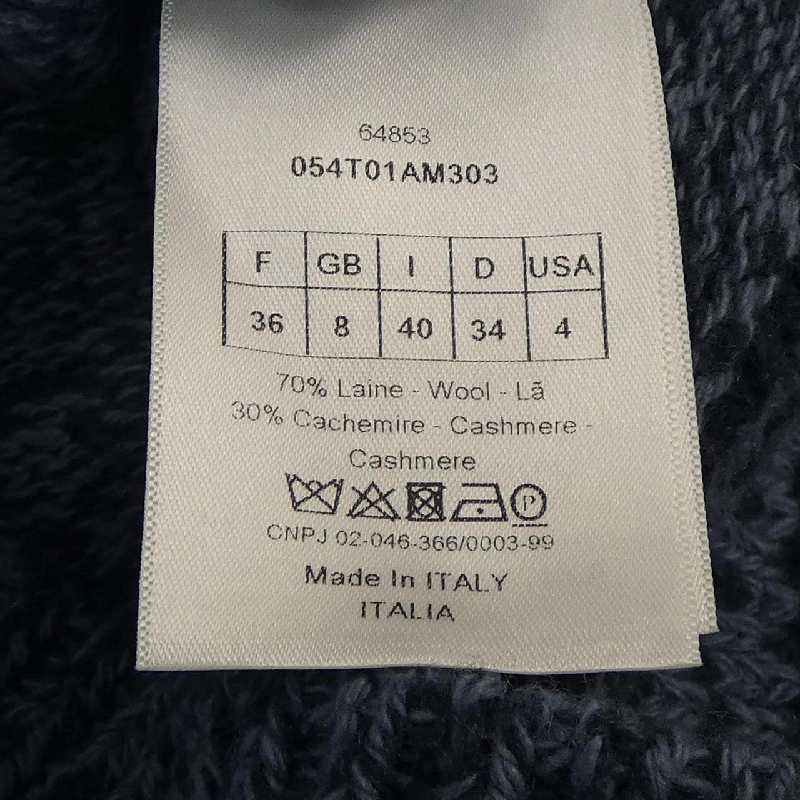 64853
054T01AM303
F GB I D USA
36 8 40 34 4
70% Laine - Wool - Lã
30% Cachemire - Cashmere -
Cashmere
P
CNPJ 02-046-366/0003-99
Made In ITALY
ITALIA